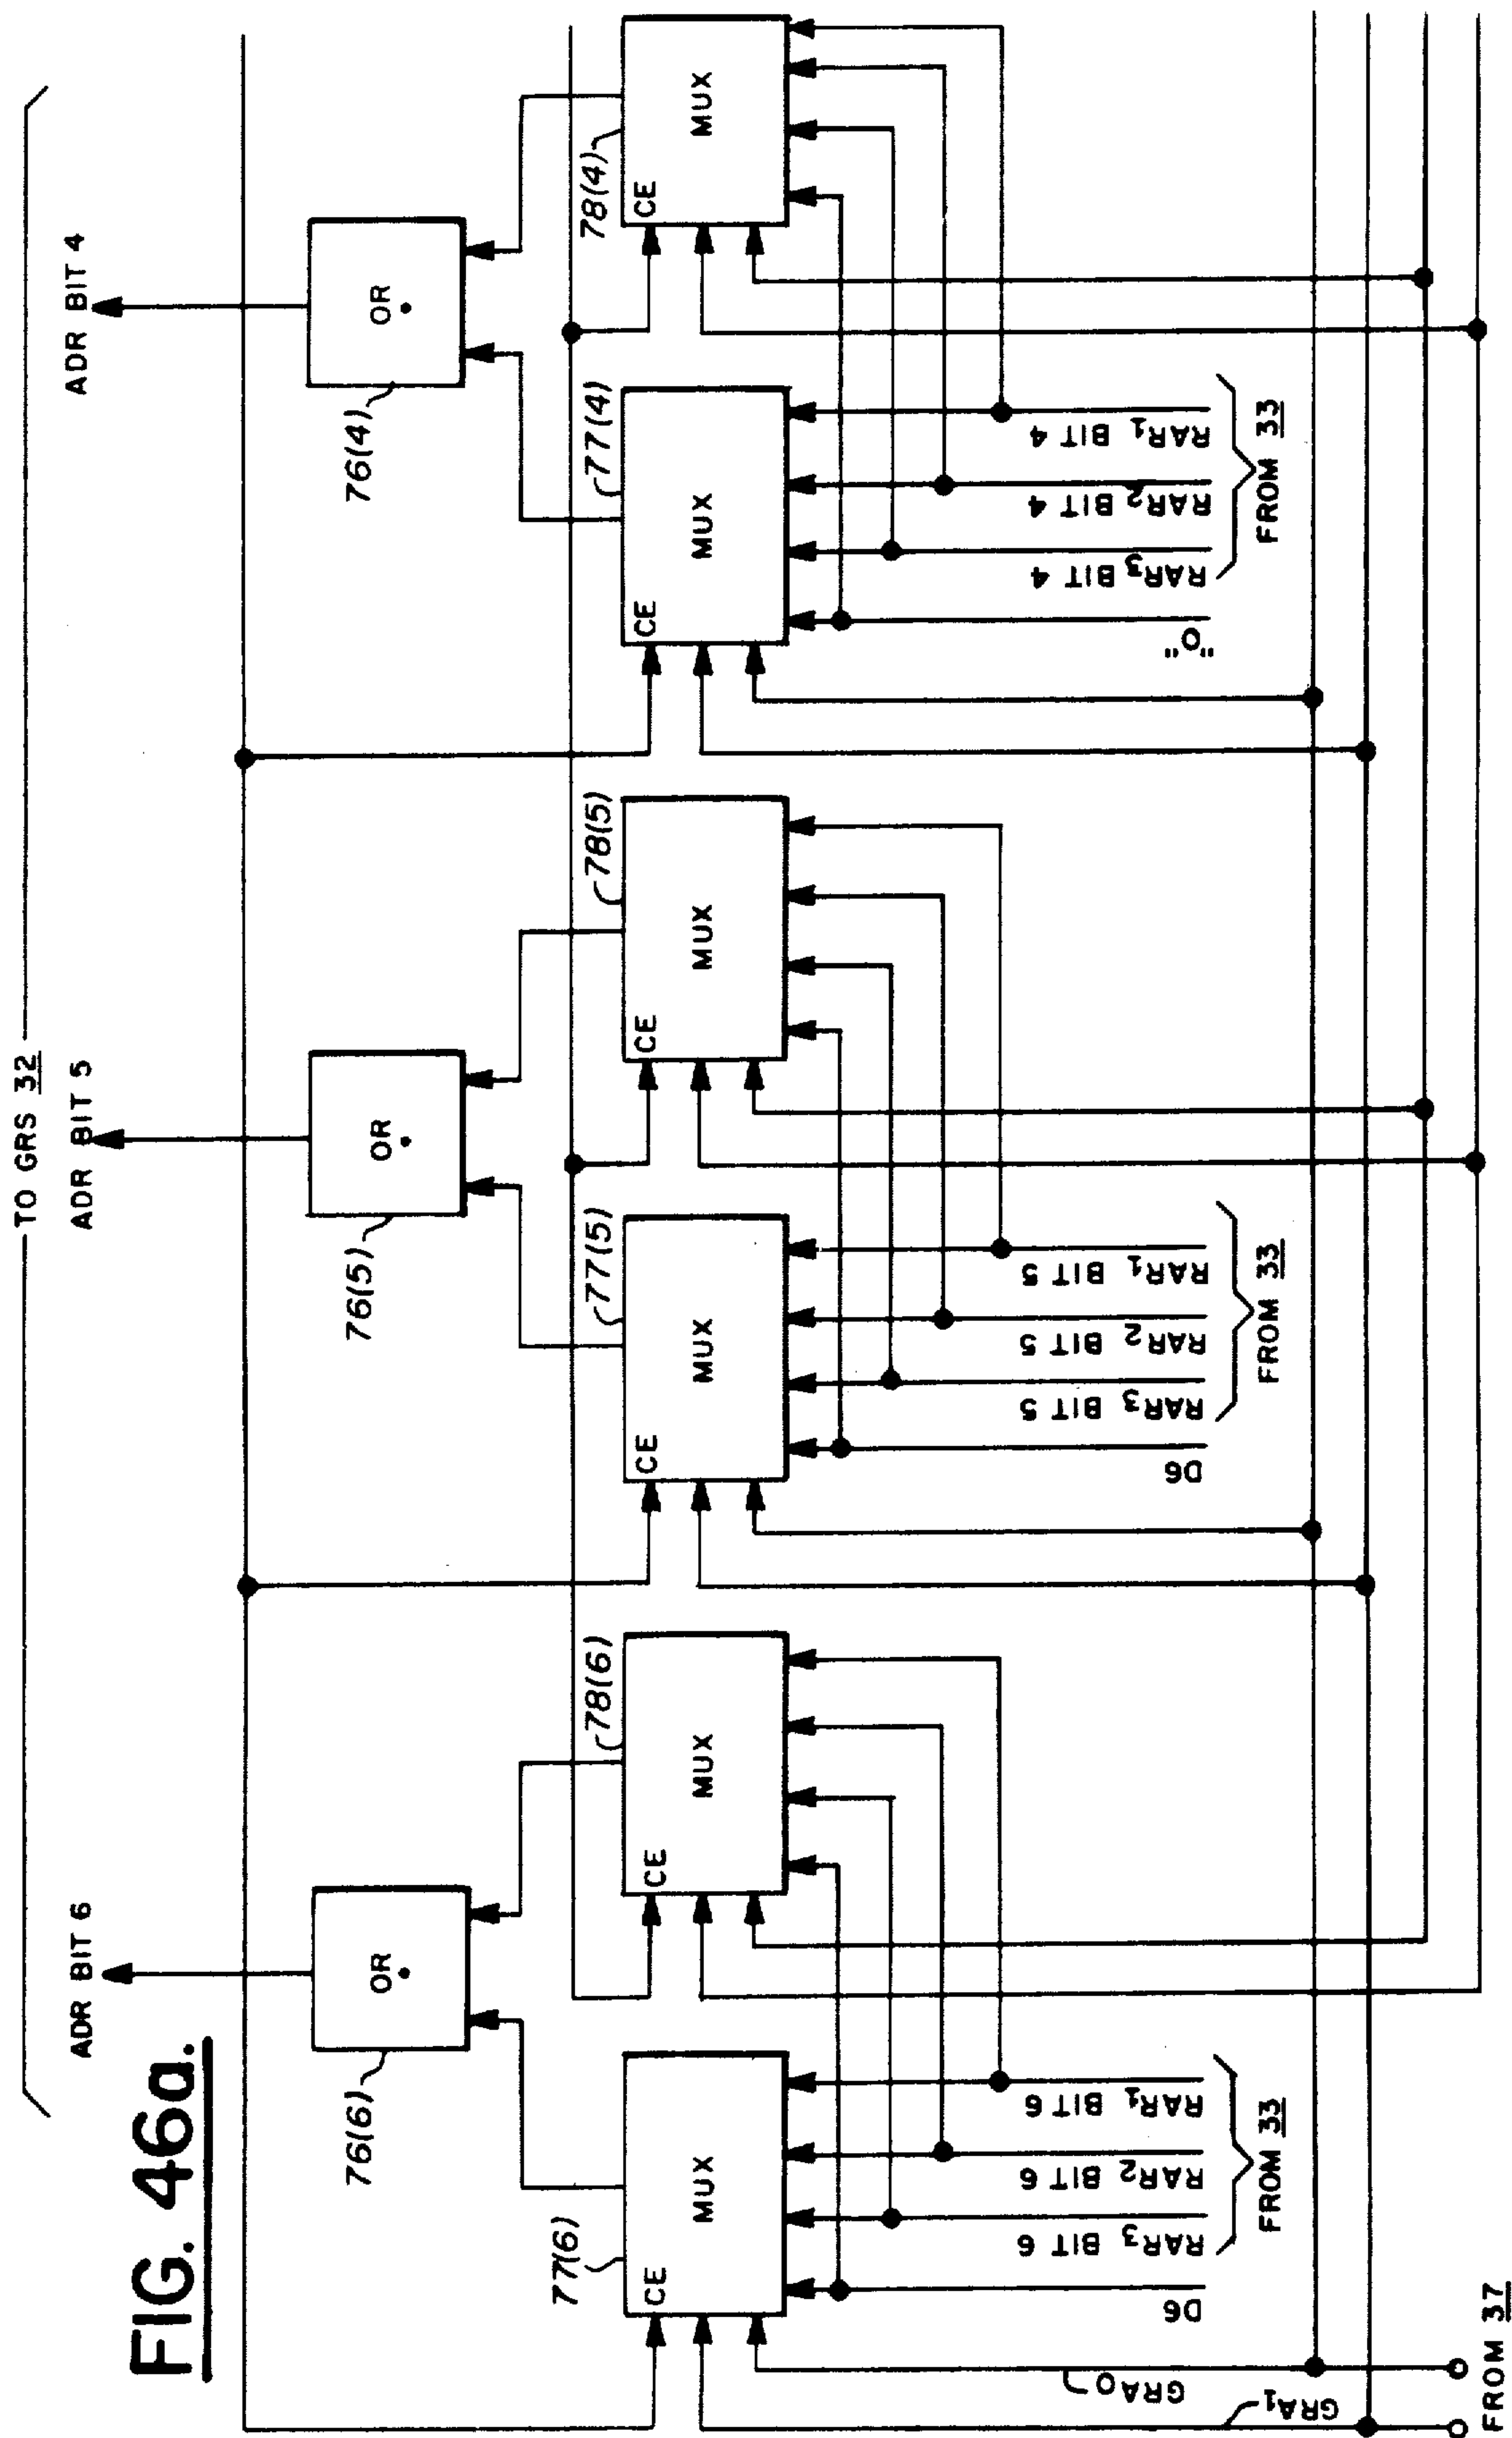 FIG. 46a.
TO GRS 32
ADR BIT 6
ADR BIT 5
ADR BIT 4
76(6)
OR
76(5)
OR
76(4)
OR
77(6)
CE
MUX
78(6)
CE
MUX
77(5)
CE
MUX
78(5)
CE
MUX
77(4)
CE
MUX
78(4)
CE
MUX
D6
RAR3 BIT 6
RAR2 BIT 6
RAR1 BIT 6
FROM 33
D6
RAR3 BIT 5
RAR2 BIT 5
RAR1 BIT 5
FROM 33
"0"
RAR3 BIT 4
RAR2 BIT 4
RAR1 BIT 4
FROM 33
GRA1
GRA0
FROM 37